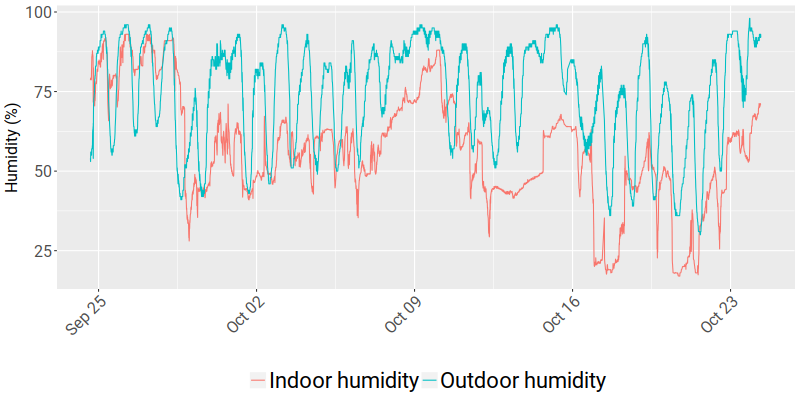 Humidity (%)
100
75
50
25
Sep 25
Oct 02
Oct 09
Oct 16
Oct 23
Indoor humidity
Outdoor humidity